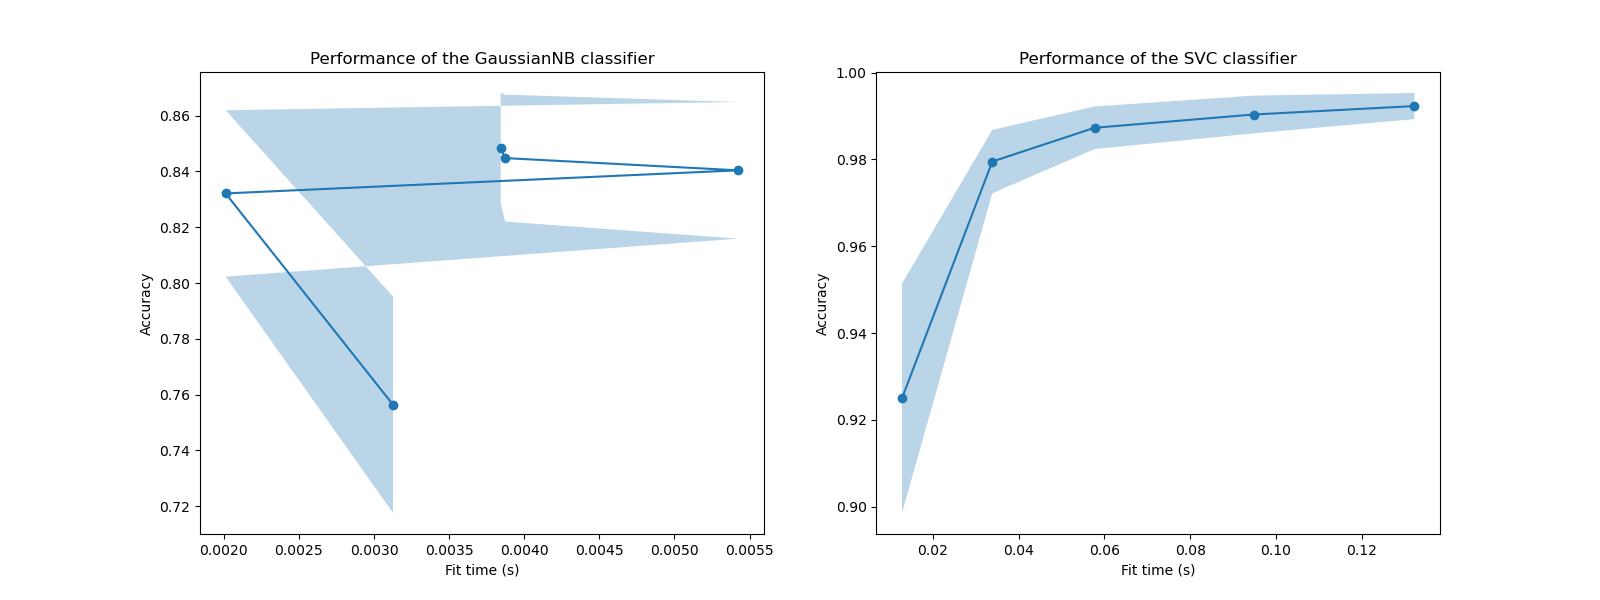 Performance of the GaussianNB classifier
0.86
0.84
0.82
0.80
0.78
0.76
0.74
0.72
Accuracy
0.0020 0.0025 0.0030 0.0035 0.0040 0.0045 0.0050 0.0055
Fit time (s)
Performance of the SVC classifier
1.00
0.98
0.96
0.94
0.92
0.90
Accuracy
0.02 0.04 0.06 0.08 0.10 0.12
Fit time (s)